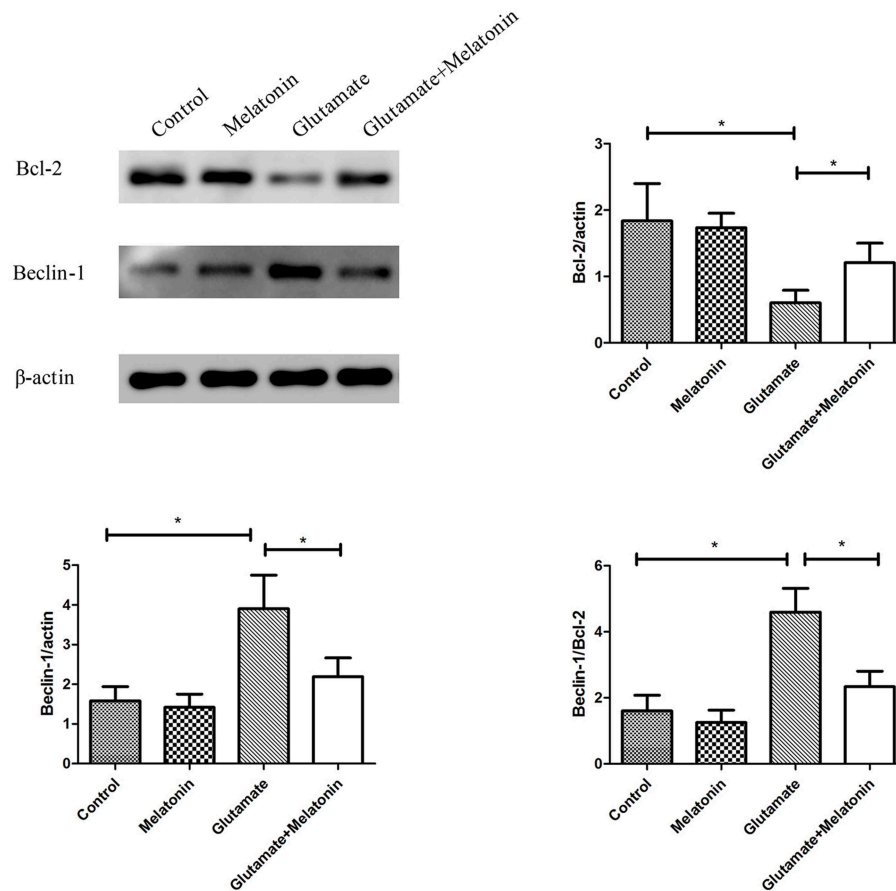 Control
Melatonin
Glutamate
Glutamate+Melatonin
Bcl-2
Beclin-1
β-actin
*
*
3
2
1
0
Bcl-2/actin
Control
Melatonin
Glutamate
Glutamate+Melatonin
*
*
5
4
3
2
1
0
Beclin-1/actin
Control
Melatonin
Glutamate
Glutamate+Melatonin
*
*
6
4
2
0
Beclin-1/Bcl-2
Control
Melatonin
Glutamate
Glutamate+Melatonin